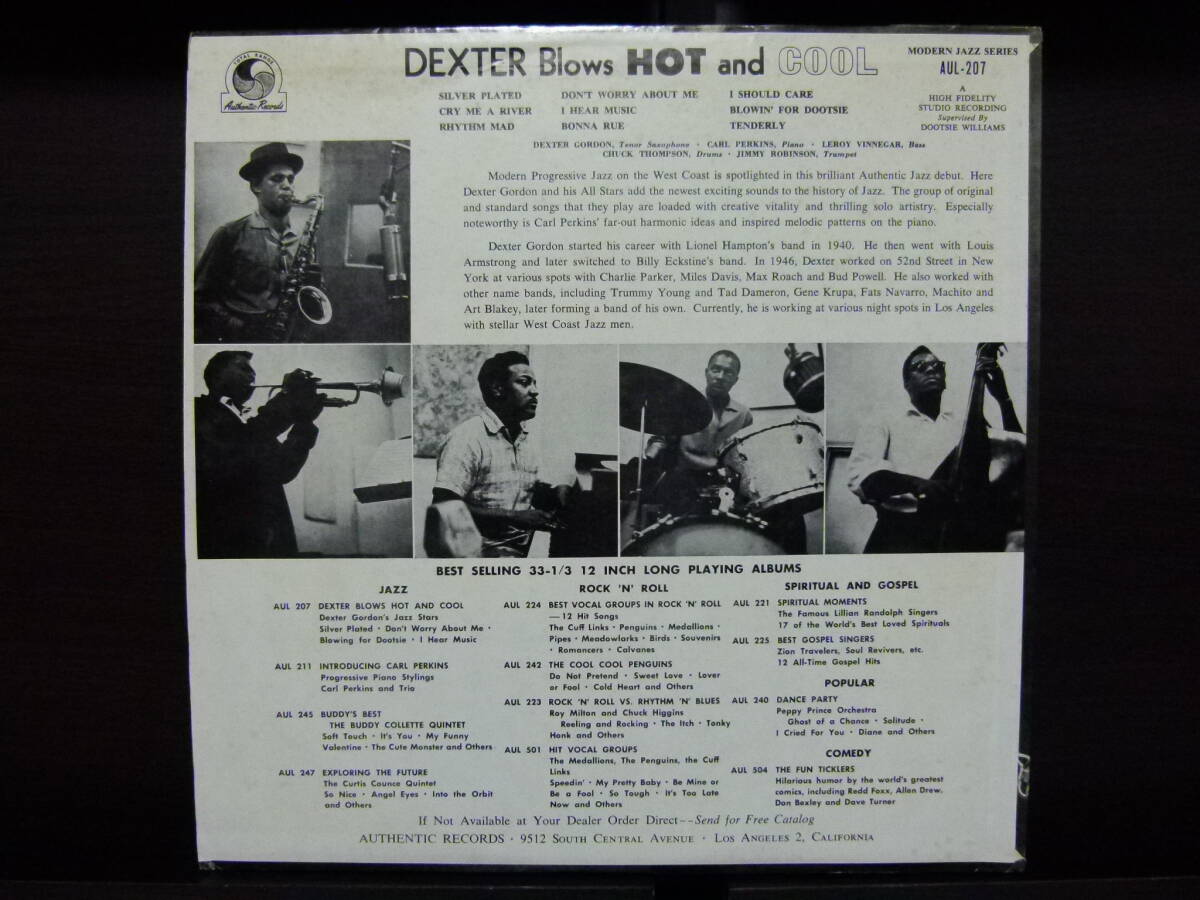 TOTAL RANGE
Authentic Records
DEXTER Blows HOT and COOL
MODERN JAZZ SERIES
AUL-207
A
HIGH FIDELITY
STUDIO RECORDING
Supervised By
DOOTSIE WILLIAMS
SILVER PLATED
CRY ME A RIVER
RHYTHM MAD
DON'T WORRY ABOUT ME
I HEAR MUSIC
BONNA RUE
I SHOULD CARE
BLOWIN' FOR DOOTSIE
TENDERLY
DEXTER GORDON, Tenor Saxophone · CARL PERKINS, Piano · LEROY VINNEGAR, Bass
CHUCK THOMPSON, Drums · JIMMY ROBINSON, Trumpet
Modern Progressive Jazz on the West Coast is spotlighted in this brilliant Authentic Jazz debut. Here
Dexter Gordon and his All Stars add the newest exciting sounds to the history of Jazz. The group of original
and standard songs that they play are loaded with creative vitality and thrilling solo artistry. Especially
noteworthy is Carl Perkins' far-out harmonic ideas and inspired melodic patterns on the piano.
Dexter Gordon started his career with Lionel Hampton's band in 1940. He then went with Louis
Armstrong and later switched to Billy Eckstine's band. In 1946, Dexter worked on 52nd Street in New
York at various spots with Charlie Parker, Miles Davis, Max Roach and Bud Powell. He also worked with
other name bands, including Trummy Young and Tad Dameron, Gene Krupa, Fats Navarro, Machito and
Art Blakey, later forming a band of his own. Currently, he is working at various night spots in Los Angeles
with stellar West Coast Jazz men.
BEST SELLING 33-1/3 12 INCH LONG PLAYING ALBUMS
JAZZ
AUL 207 DEXTER BLOWS HOT AND COOL
Dexter Gordon's Jazz Stars
Silver Plated · Don't Worry About Me ·
Blowing for Dootsie · I Hear Music
AUL 211 INTRODUCING CARL PERKINS
Progressive Piano Stylings
Carl Perkins and Trio
AUL 245 BUDDY'S BEST
THE BUDDY COLLETTE QUINTET
Soft Touch · It's You · My Funny
Valentine · The Cute Monster and Others
AUL 247 EXPLORING THE FUTURE
The Curtis Counce Quintet
So Nice · Angel Eyes · Into the Orbit
and Others
ROCK 'N' ROLL
AUL 224 BEST VOCAL GROUPS IN ROCK 'N' ROLL
—12 Hit Songs
The Cuff Links · Penguins · Medallions ·
Pipes · Meadowlarks · Birds · Souvenirs
· Romancers · Calvanes
AUL 242 THE COOL COOL PENGUINS
Do Not Pretend · Sweet Love · Lover
or Fool · Cold Heart and Others
AUL 223 ROCK 'N' ROLL VS. RHYTHM 'N' BLUES
Roy Milton and Chuck Higgins
Reeling and Rocking · The Itch · Tonky
Honk and Others
AUL 501 HIT VOCAL GROUPS
The Medallions, The Penguins, the Cuff
Links
Speedin' · My Pretty Baby · Be Mine or
Be a Fool · So Tough · It's Too Late
Now and Others
SPIRITUAL AND GOSPEL
AUL 221 SPIRITUAL MOMENTS
The Famous Lillian Randolph Singers
17 of the World's Best Loved Spirituals
AUL 225 BEST GOSPEL SINGERS
Zion Travelers, Soul Revivers, etc.
12 All-Time Gospel Hits
POPULAR
AUL 240 DANCE PARTY
Peppy Prince Orchestra
Ghost of a Chance · Solitude ·
I Cried For You · Diane and Others
COMEDY
AUL 504 THE FUN TICKLERS
Hilarious humor by the world's greatest
comics, including Redd Foxx, Allen Drew,
Don Bexley and Dave Turner
If Not Available at Your Dealer Order Direct--Send for Free Catalog
AUTHENTIC RECORDS · 9512 SOUTH CENTRAL AVENUE · LOS ANGELES 2, CALIFORNIA